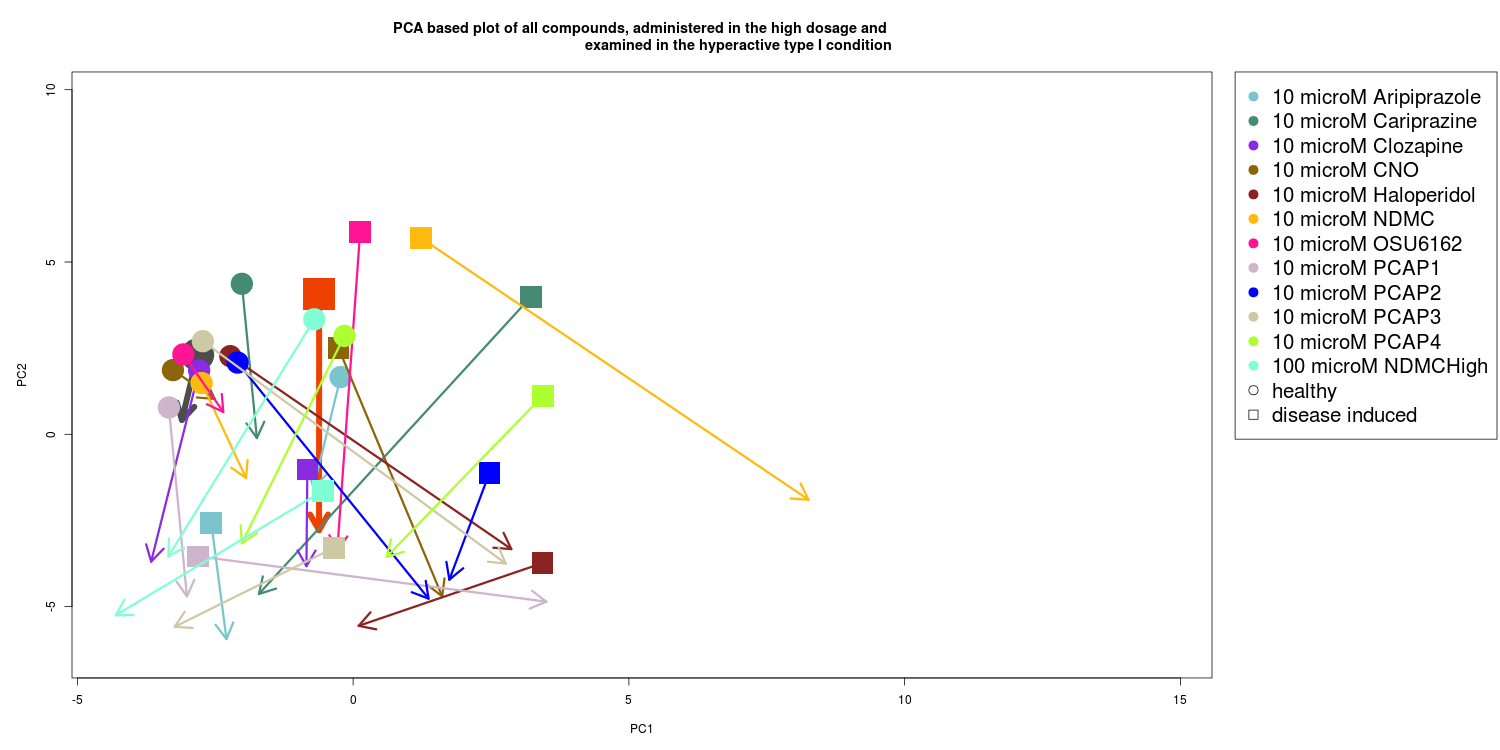 PCA based plot of all compounds, administered in the high dosage and
examined in the hyperactive type I condition
10
5
0
-5
PC2
-5
0
5
10
15
PC1
10 microM Aripiprazole
10 microM Cariprazine
10 microM Clozapine
10 microM CNO
10 microM Haloperidol
10 microM NDMC
10 microM OSU6162
10 microM PCAP1
10 microM PCAP2
10 microM PCAP3
10 microM PCAP4
100 microM NDMCHigh
healthy
disease induced